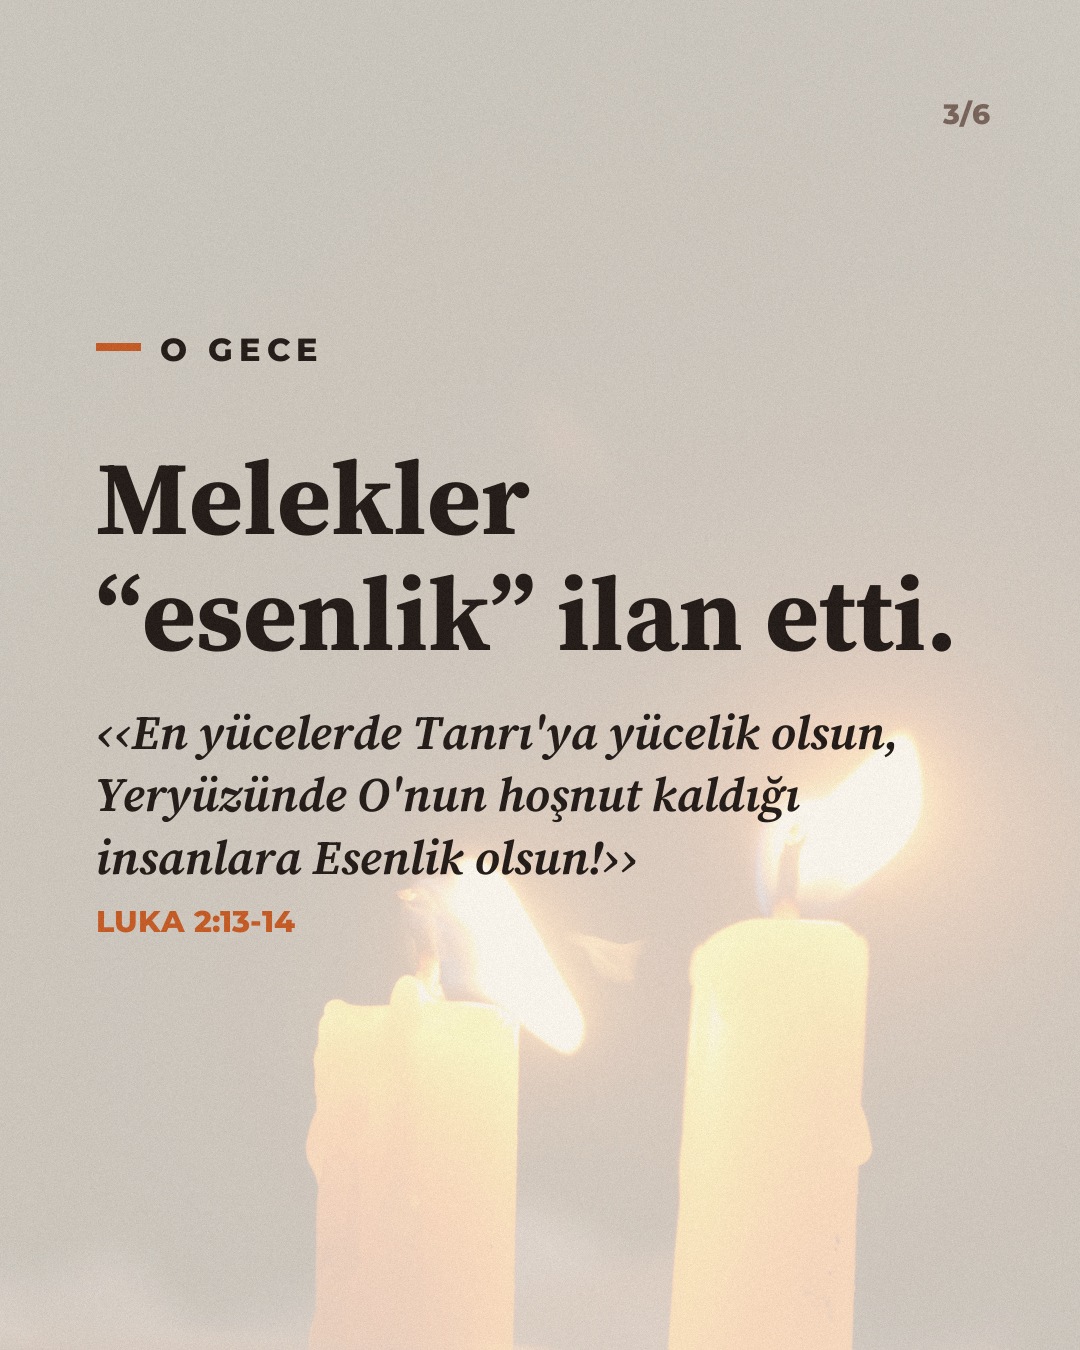 3/6
O GECE
Melekler
“esenlik” ilan etti.
‹‹En yücelerde Tanrı'ya yücelik olsun,
Yeryüzünde O'nun hoşnut kaldığı
insanlara Esenlik olsun!››
LUKA 2:13-14